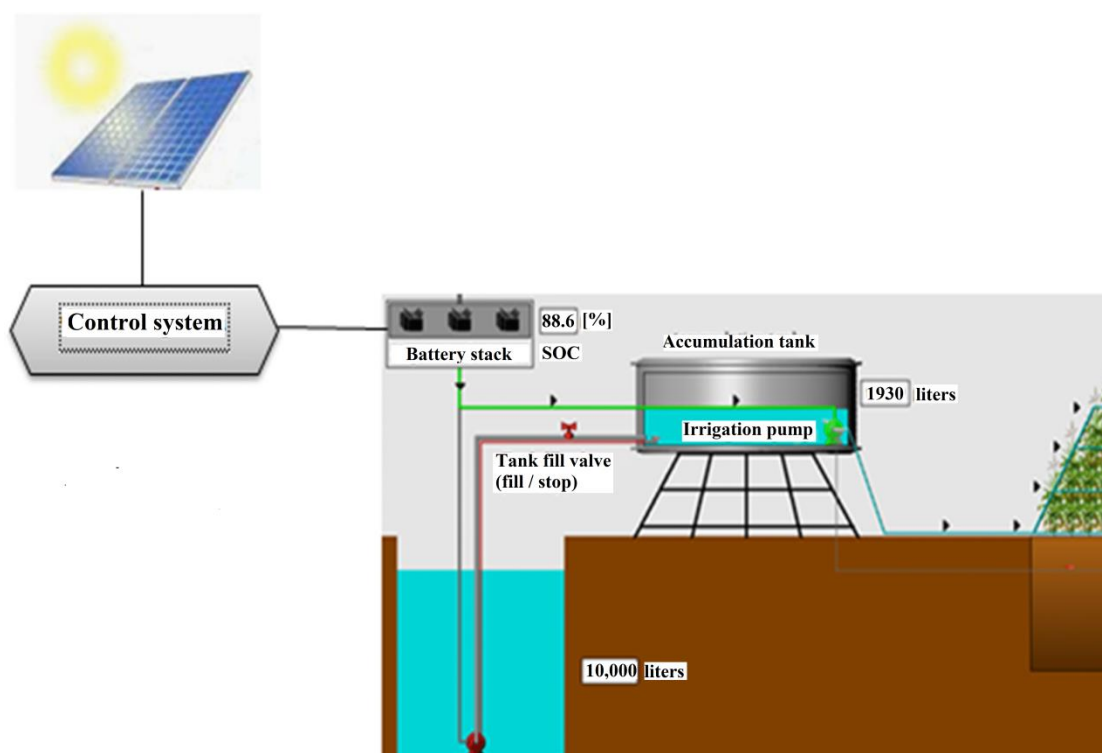 Control system
88.6 [%]
Battery stack
SOC
Accumulation tank
1930 liters
Irrigation pump
Tank fill valve
(fill / stop)
10,000 liters